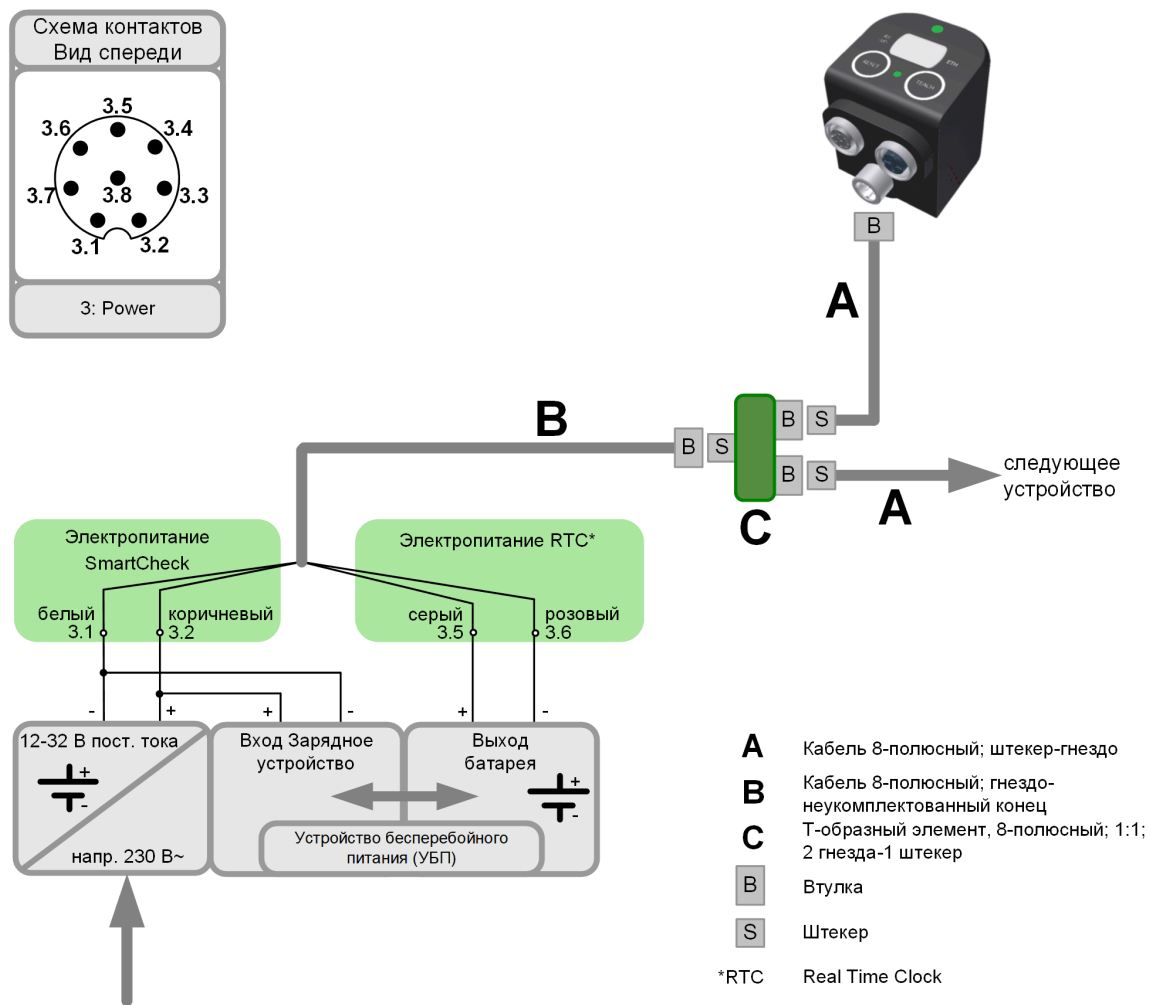 Схема контактов
Вид спереди
3.5
3.6
3.4
3.7
3.8
3.3
3.1
3.2
3: Power
RESET
TEACH
ETH
B
A
B
B
S
B
S
B
S
C
A
следующее
устройство
Электропитание
SmartCheck
Электропитание RTC*
белый
3.1
коричневый
3.2
серый
3.5
розовый
3.6
-
+
+
-
+
-
12-32 В пост. тока
+
-
напр. 230 В~
Вход Зарядное
устройство
Выход
батарея
+
-
Устройство бесперебойного
питания (УБП)
A Кабель 8-полюсный; штекер-гнездо
B Кабель 8-полюсный; гнездо-
неукомплектованный конец
C Т-образный элемент, 8-полюсный; 1:1;
2 гнезда-1 штекер
B Втулка
S Штекер
*RTC Real Time Clock